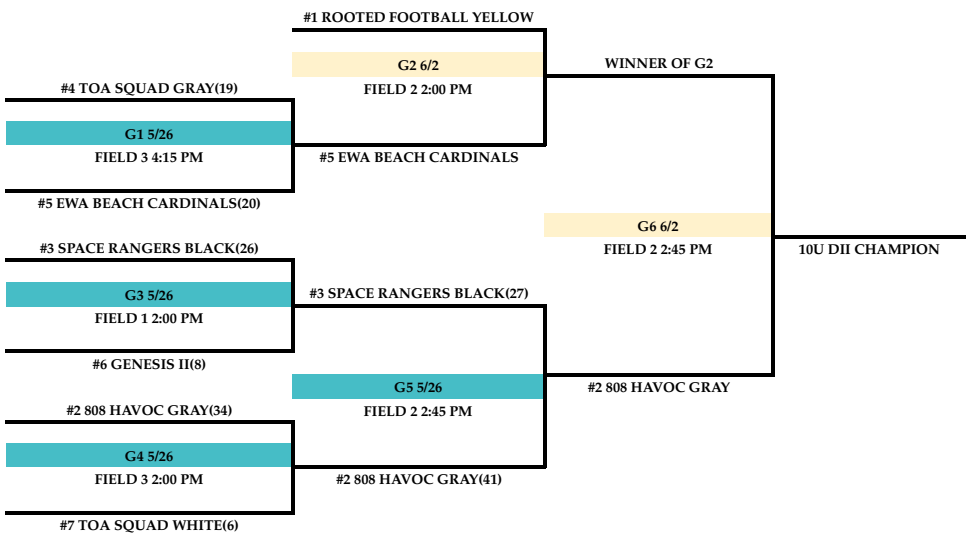 #1 ROOTED FOOTBALL YELLOW
G2 6/2
FIELD 2 2:00 PM
WINNER OF G2
#4 TOA SQUAD GRAY(19)
G1 5/26
FIELD 3 4:15 PM
#5 EWA BEACH CARDINALS
#5 EWA BEACH CARDINALS(20)
G6 6/2
FIELD 2 2:45 PM
10U DII CHAMPION
#3 SPACE RANGERS BLACK(26)
G3 5/26
FIELD 1 2:00 PM
#3 SPACE RANGERS BLACK(27)
#6 GENESIS II(8)
G5 5/26
FIELD 2 2:45 PM
#2 808 HAVOC GRAY
#2 808 HAVOC GRAY(34)
G4 5/26
FIELD 3 2:00 PM
#2 808 HAVOC GRAY(41)
#7 TOA SQUAD WHITE(6)